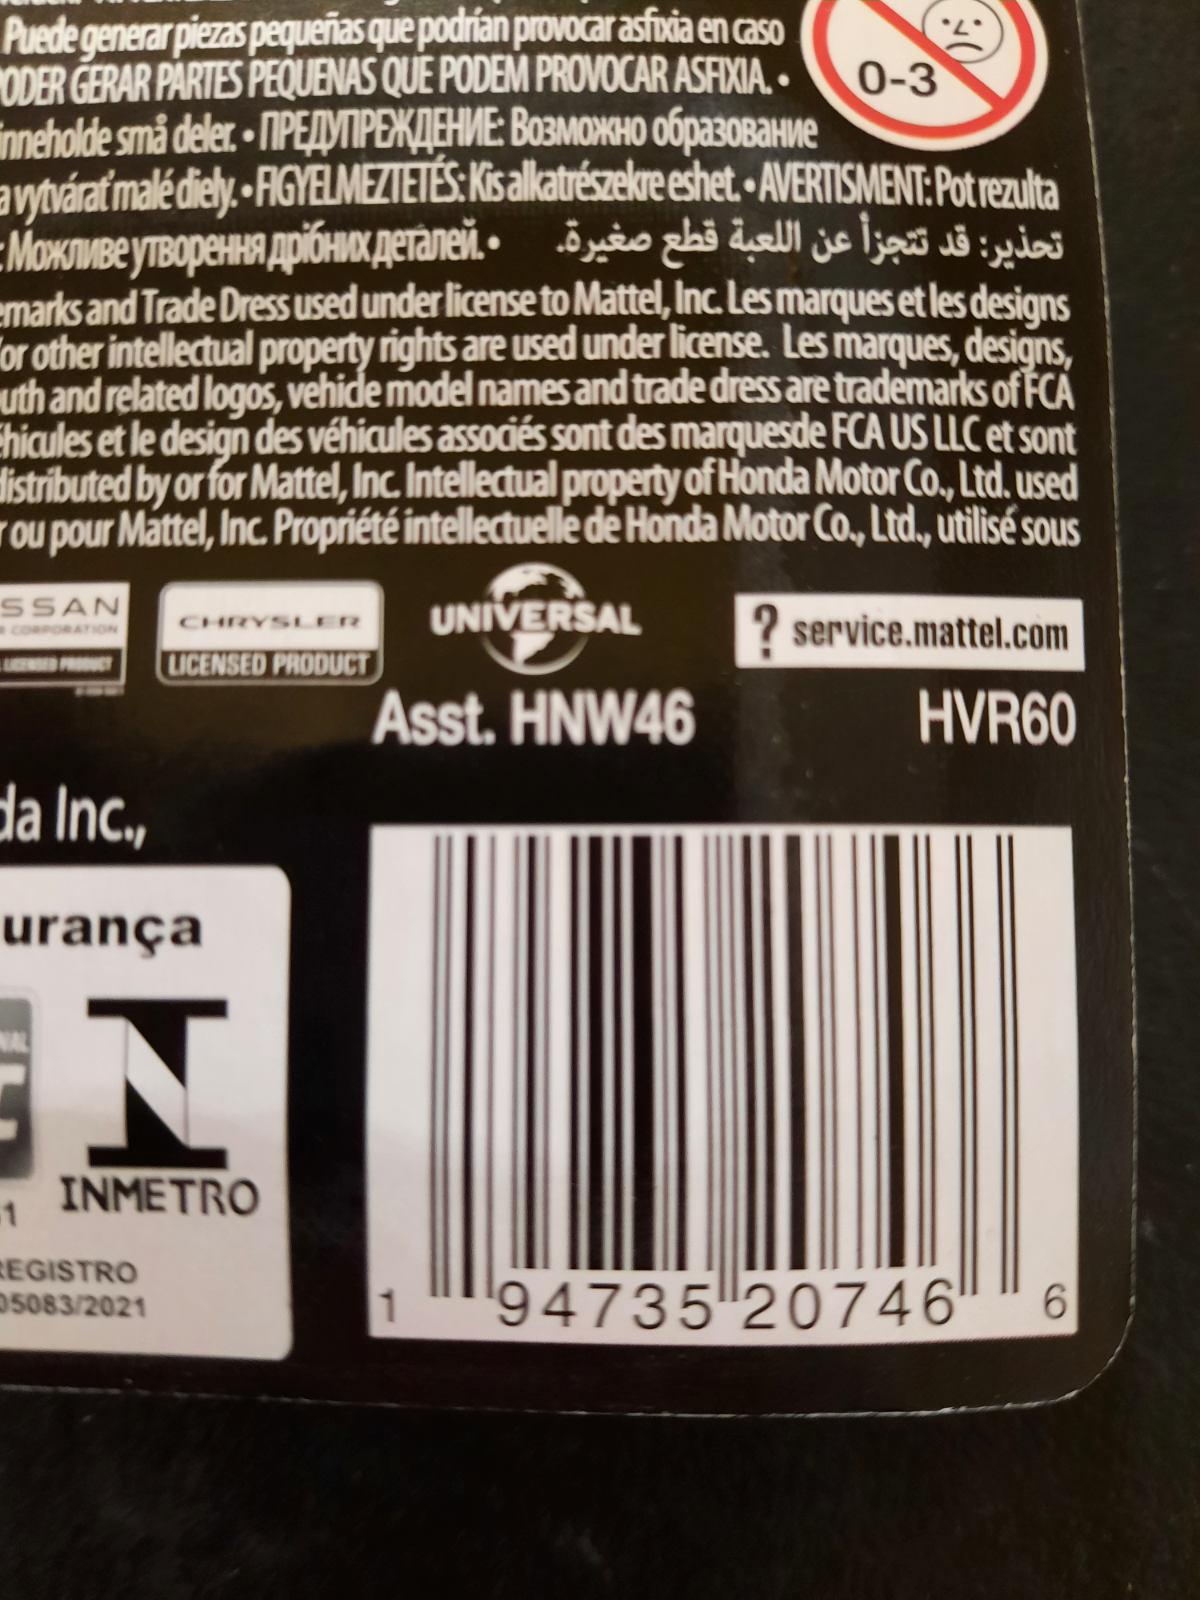 Puede generar piezas pequeñas que podrían provocar asfixia en caso
0-3
PODER GERAR PARTES PEQUENAS QUE PODEM PROVOCAR ASFIXIA. •
inneholde små deler. • ПРЕДУПРЕЖДЕНИЕ: Возможно образование
a vytvárať malé diely. • FIGYELMEZTETÉS: Kis alkatrészekre eshet. • AVERTISMENT: Pot rezulta
: Можливе утворення дрібних деталей. • تحذير: قد تتجزأ عن اللعبة قطع صغيرة.
emarks and Trade Dress used under license to Mattel, Inc. Les marques et les designs
/or other intellectual property rights are used under license. Les marques, designs,
outh and related logos, vehicle model names and trade dress are trademarks of FCA
éhicules et le design des véhicules associés sont des marquesde FCA US LLC et sont
distributed by or for Mattel, Inc. Intellectual property of Honda Motor Co., Ltd. used
r ou pour Mattel, Inc. Propriété intellectuelle de Honda Motor Co., Ltd., utilisé sous
ISSAN
R CORPORATION
LICENSED PRODUCT
CHRYSLER
LICENSED PRODUCT
UNIVERSAL
? service.mattel.com
Asst. HNW46
HVR60
da Inc.,
urança
NAL
INMETRO
REGISTRO
05083/2021
1 94735 20746 6